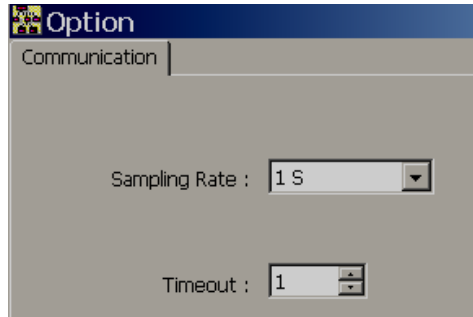 Option
Communication
Sampling Rate : 1 S
Timeout : 1